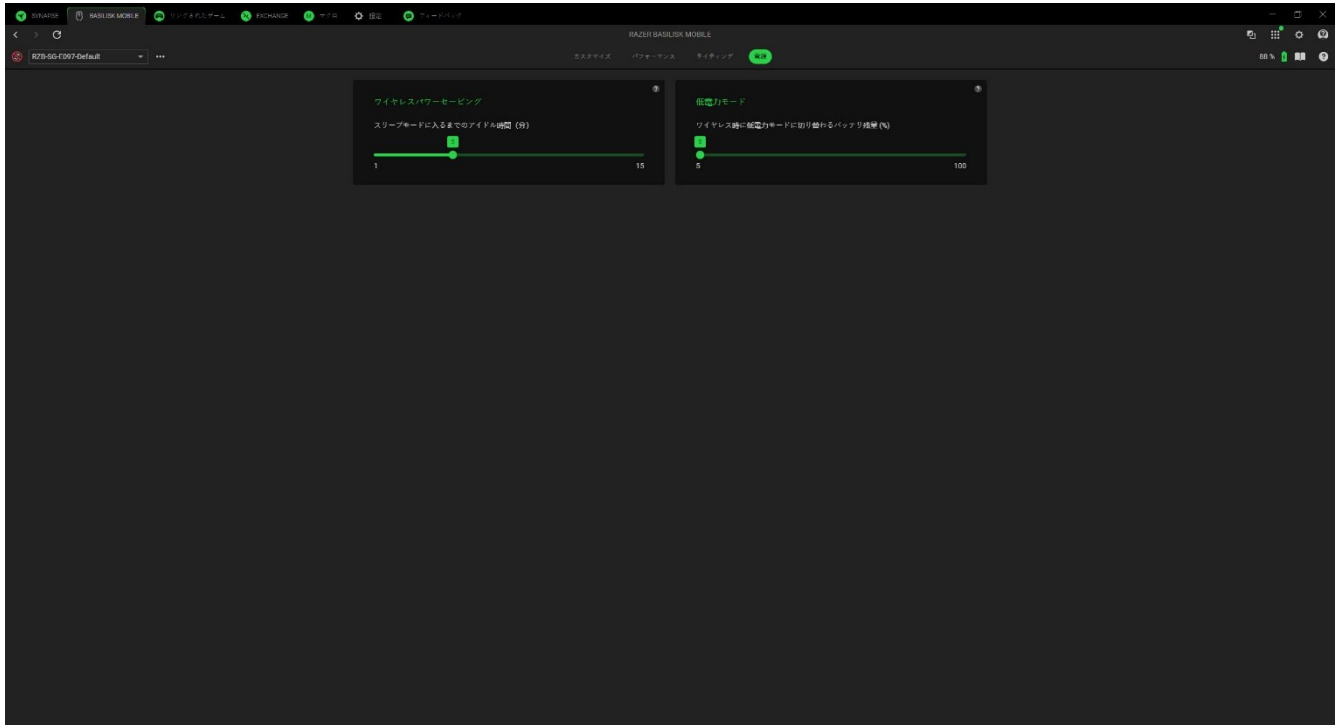 SYNAPSE
BASILISK MOBILE
リンクされたゲーム
EXCHANGE
マクロ
設定
フィードバック
RAZER BASILISK MOBILE
RZB-SG-E097-Default
カスタマイズ
パフォーマンス
ライティング
電源
88 %
ワイヤレスパワーセービング
スリープモードに入るまでのアイドル時間 (分)
5
1
15
低電力モード
ワイヤレス時に低電力モードに切り替わるバッテリ残量 (%)
5
5
100